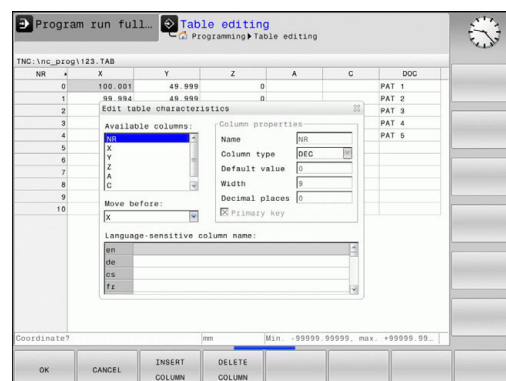 Program run full… Table editing
Programming Table editing
TNC:\nc_prog\123.TAB
NR X Y Z A C DOC
0 100.001 49.999 0 PAT 1
1 99.994 49.999 0 PAT 2
2 PAT 3
3 PAT 4
4 PAT 5
5
6
7
8
9
10
Edit table characteristics
Available columns:
NR
X
Y
Z
A
C
Move before:
X
Column properties
Name NR
Column type DEC
Default value 0
Width 9
Decimal places 0
Primary key
Language-sensitive column name:
en
de
cs
fr
Coordinate? mm Min. -99999.99999, max. +99999.99…
OK CANCEL INSERT COLUMN DELETE COLUMN